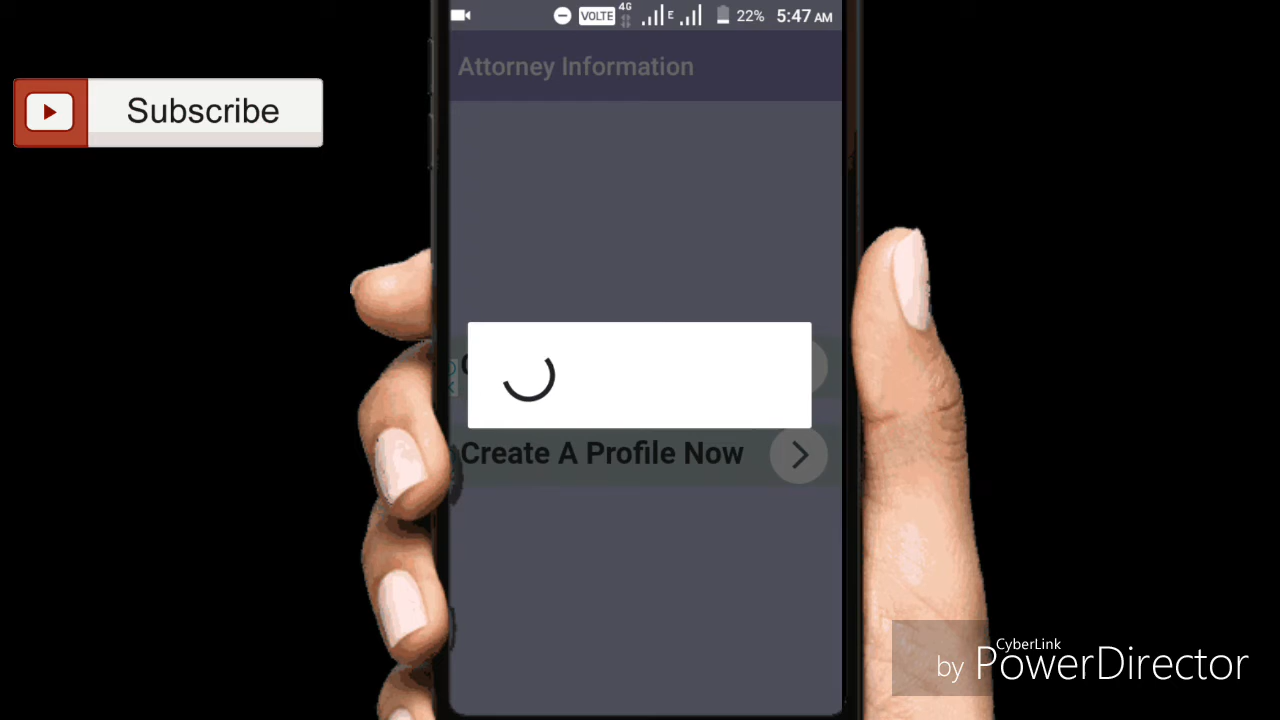 VOLTE 4G E 22% 5:47 AM
Attorney Information
Subscribe
Create A Profile Now
CyberLink
by PowerDirector